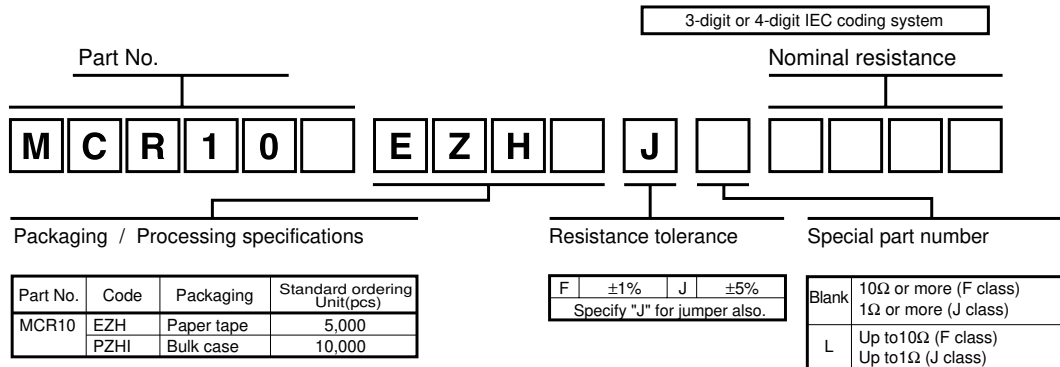 3-digit or 4-digit IEC coding system
Part No.
Nominal resistance
M C R 1 0 E Z H J
Packaging / Processing specifications
Resistance tolerance
Special part number
Part No. Code Packaging Standard ordering Unit(pcs)
MCR10 EZH Paper tape 5,000
PZHI Bulk case 10,000
F ±1% J ±5%
Specify "J" for jumper also.
Blank 10Ω or more (F class)
1Ω or more (J class)
L Up to10Ω (F class)
Up to1Ω (J class)